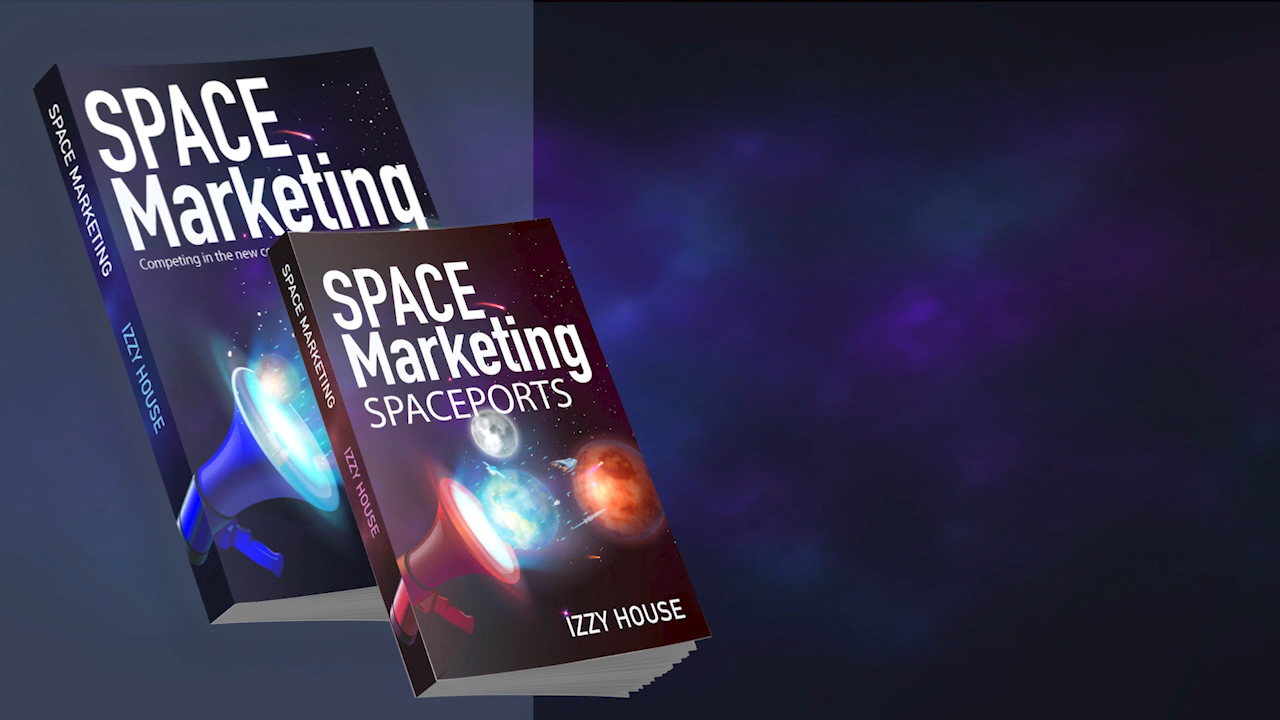 SPACE
Marketing
Competing in the new
SPACE MARKETING
IZZY HOUSE
SPACE
Marketing
SPACEPORTS
SPACE MARKETING
IZZY HOUSE
IZZY HOUSE